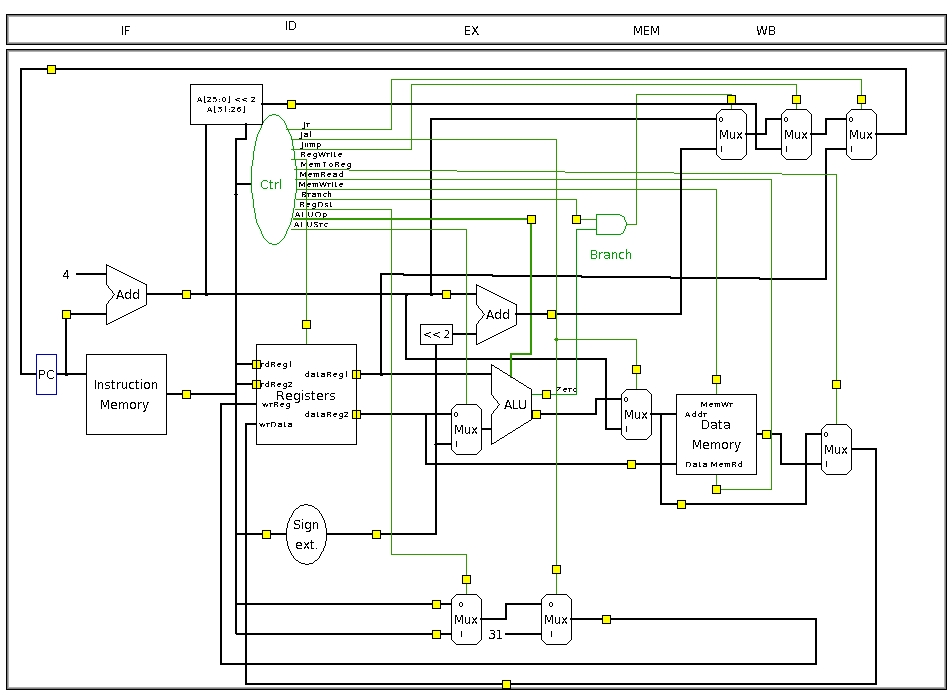 IF ID EX MEM WB
A[25:0] << 2
A[31:26]
Jr
Jal
Jump
RegWrite
MemToReg
MemRead
MemWrite
Branch
RegDst
ALUOp
ALUSrc
Ctrl
0
1
Mux
0
1
Mux
0
1
Mux
Branch
4
Add
Add
<< 2
PC
Instruction
Memory
rdReg1
rdReg2
wrReg
wrData
Registers
dataReg1
dataReg2
ALU
Zero
0
Mux
1
0
Mux
1
MemWr
Addr
Data
Memory
Data MemRd
0
Mux
1
Sign
ext.
0
Mux
1
31
0
Mux
1